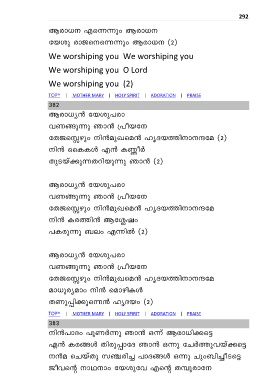 292
ആരാധന എന്നെന്നും ആരാധന
യേശു രാജനെന്നെന്നും ആരാധന (2)
We worshiping you We worshiping you
We worshiping you O Lord
We worshiping you (2)
TOP^ | MOTHER MARY | HOLY SPIRIT | ADORATION | PRAISE
382
ആരാധ്യൻ യേശുപരാ
വണങ്ങുന്നു ഞാൻ പ്രിയനേ
തേജസ്സെഴും നിൻമുഖമെൻ ഹൃദയത്തിനാനന്ദമേ (2)
നിൻ കൈകൾ എൻ കണ്ണീർ
തുടയ്ക്കുന്നതറിയുന്നു ഞാൻ (2)
ആരാധ്യൻ യേശുപരാ
വണങ്ങുന്നു ഞാൻ പ്രിയനേ
തേജസ്സെഴും നിൻമുഖമെൻ ഹൃദയത്തിനാനന്ദമേ
നിൻ കരത്തിൻ ആശ്ലേഷം
പകരുന്നു ബലം എന്നിൽ (2)
ആരാധ്യൻ യേശുപരാ
വണങ്ങുന്നു ഞാൻ പ്രിയനേ
തേജസ്സെഴും നിൻമുഖമെൻ ഹൃദയത്തിനാനന്ദമേ
മാധുര്യമാം നിൻ മൊഴികൾ
തണുപ്പിക്കുന്നെൻ ഹൃദയം (2)
TOP^ | MOTHER MARY | HOLY SPIRIT | ADORATION | PRAISE
383
നിൻപാദം പുണർന്നു ഞാൻ ഒന്ന് ആരാധിക്കട്ടെ
എൻ കരങ്ങൾ തിരുപ്പാദേ ഞാൻ ഒന്നു ചേർത്തുവയ്ക്കട്ടെ
നന്മ ചെയ്തു സഞ്ചരിച്ച പാദങ്ങൾ ഒന്നു ചുംബിച്ചീടട്ടെ
ജീവന്റെ നാഥനാം യേശുവേ എന്റെ തമ്പുരാനേ